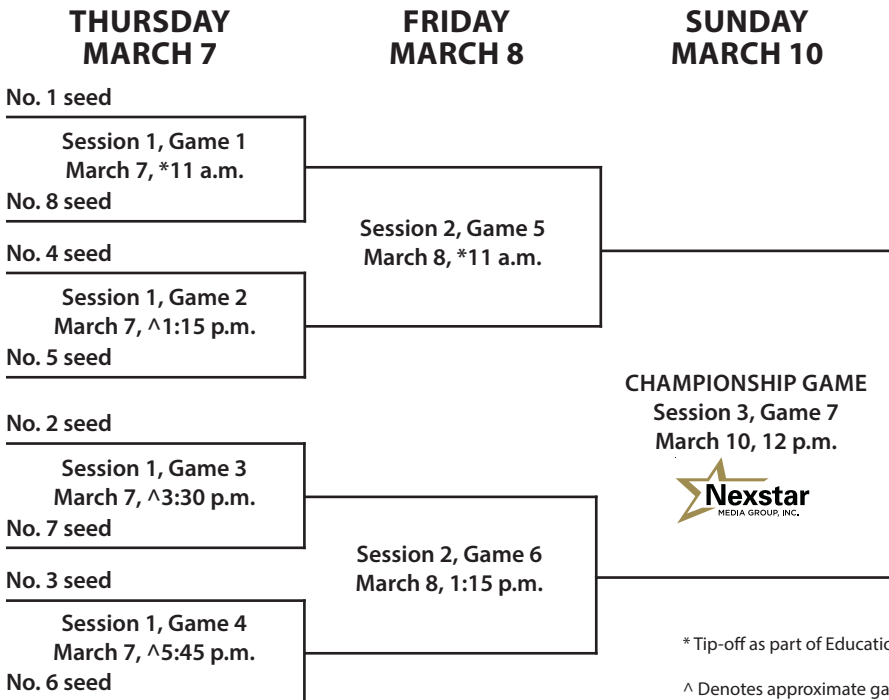 THURSDAY
MARCH 7
FRIDAY
MARCH 8
SUNDAY
MARCH 10
No. 1 seed
Session 1, Game 1
March 7, *11 a.m.
No. 8 seed
No. 4 seed
Session 1, Game 2
March 7, ^1:15 p.m.
No. 5 seed
No. 2 seed
Session 1, Game 3
March 7, ^3:30 p.m.
No. 7 seed
No. 3 seed
Session 1, Game 4
March 7, ^5:45 p.m.
No. 6 seed
Session 2, Game 5
March 8, *11 a.m.
Session 2, Game 6
March 8, 1:15 p.m.
CHAMPIONSHIP GAME
Session 3, Game 7
March 10, 12 p.m.
Nexstar
MEDIA GROUP, INC.
* Tip-off as part of
^ Denotes approximate